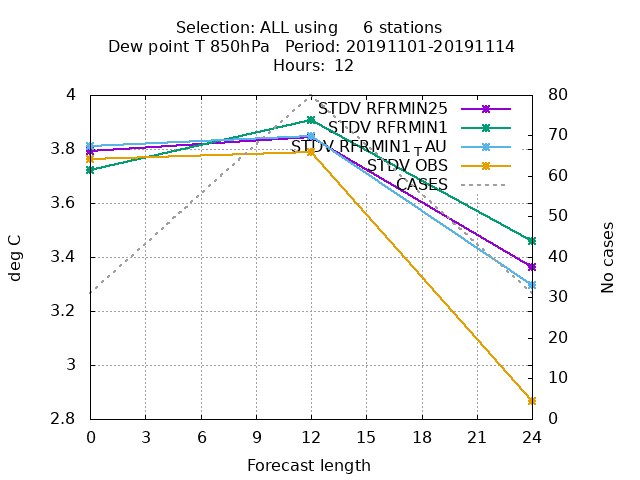 Selection: ALL using     6 stations
Dew point T 850hPa   Period: 20191101-20191114
Hours:  12
STDV RFRMIN25
STDV RFRMIN1
STDV RFRMIN1TAU
STDV OBS
CASES
4
3.8
3.6
3.4
3.2
3
2.8
deg C
80
70
60
50
40
30
20
10
0
No cases
0 3 6 9 12 15 18 21 24
Forecast length